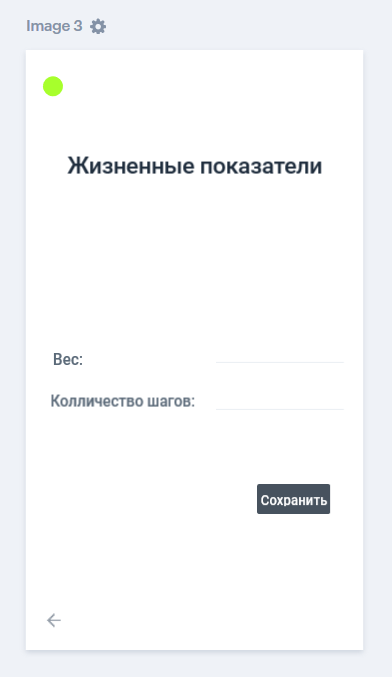 Image 3
Жизненные показатели
Вес:
Колличество шагов:
Сохранить